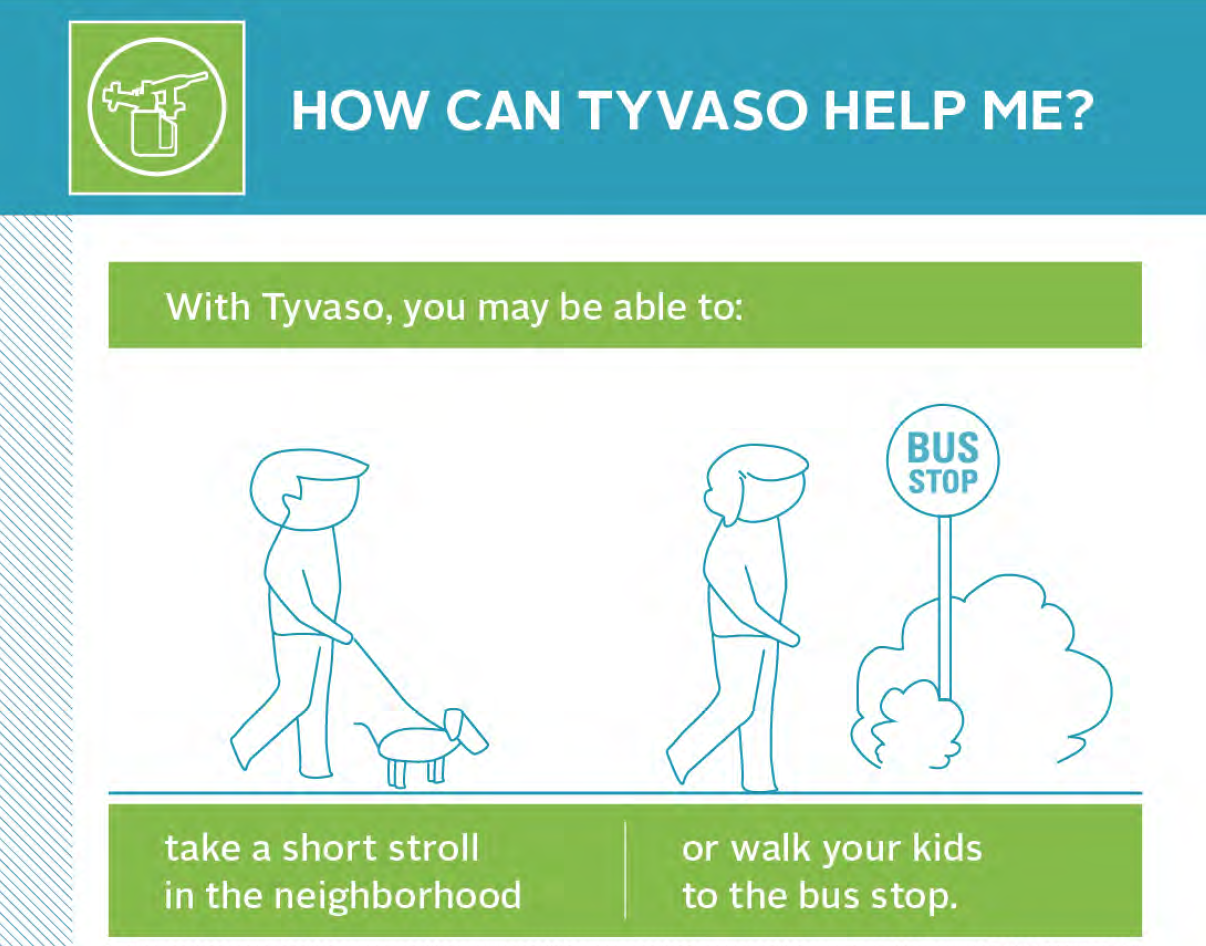 HOW CAN TYVASO HELP ME?
With Tyvaso, you may be able to:
BUS
STOP
take a short stroll
in the neighborhood
or walk your kids
to the bus stop.